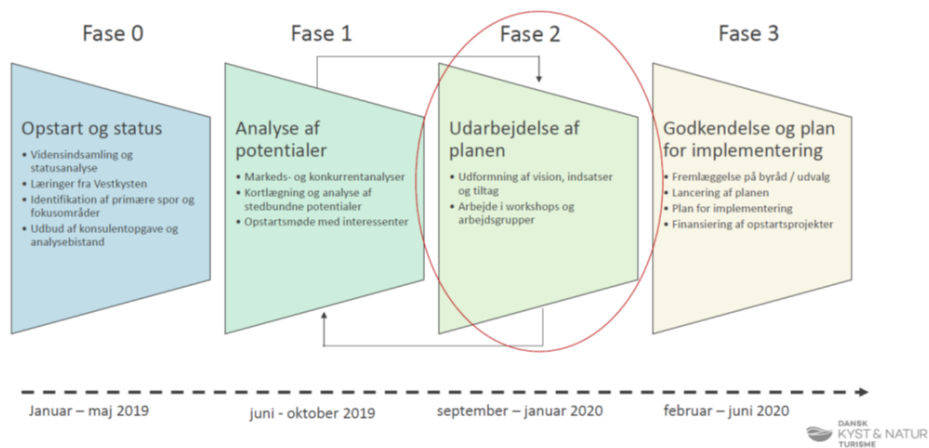 Fase 0
Opstart og status
• Vidensindsamling og
statusanalyse
• Læringer fra Vestkysten
• Identifikation af primære spor og
fokusområder
• Udbud af konsulentopgave og
analysebistand
Januar – maj 2019
Fase 1
Analyse af
potentialer
• Markeds- og konkurrentanalyser
• Kortlægning og analyse af
stedbundne potentialer
• Opstartsmøde med interessenter
juni - oktober 2019
Fase 2
Udarbejdelse af
planen
• Udformning af vision, indsatser
og tiltag
• Arbejde i workshops og
arbejdsgrupper
september – januar 2020
Fase 3
Godkendelse og plan
for implementering
• Fremlæggelse på byråd / udvalg
• Lancering af planen
• Plan for implementering
• Finansiering af opstartsprojekter
februar – juni 2020
DANSK
KYST & NATUR
TURISME